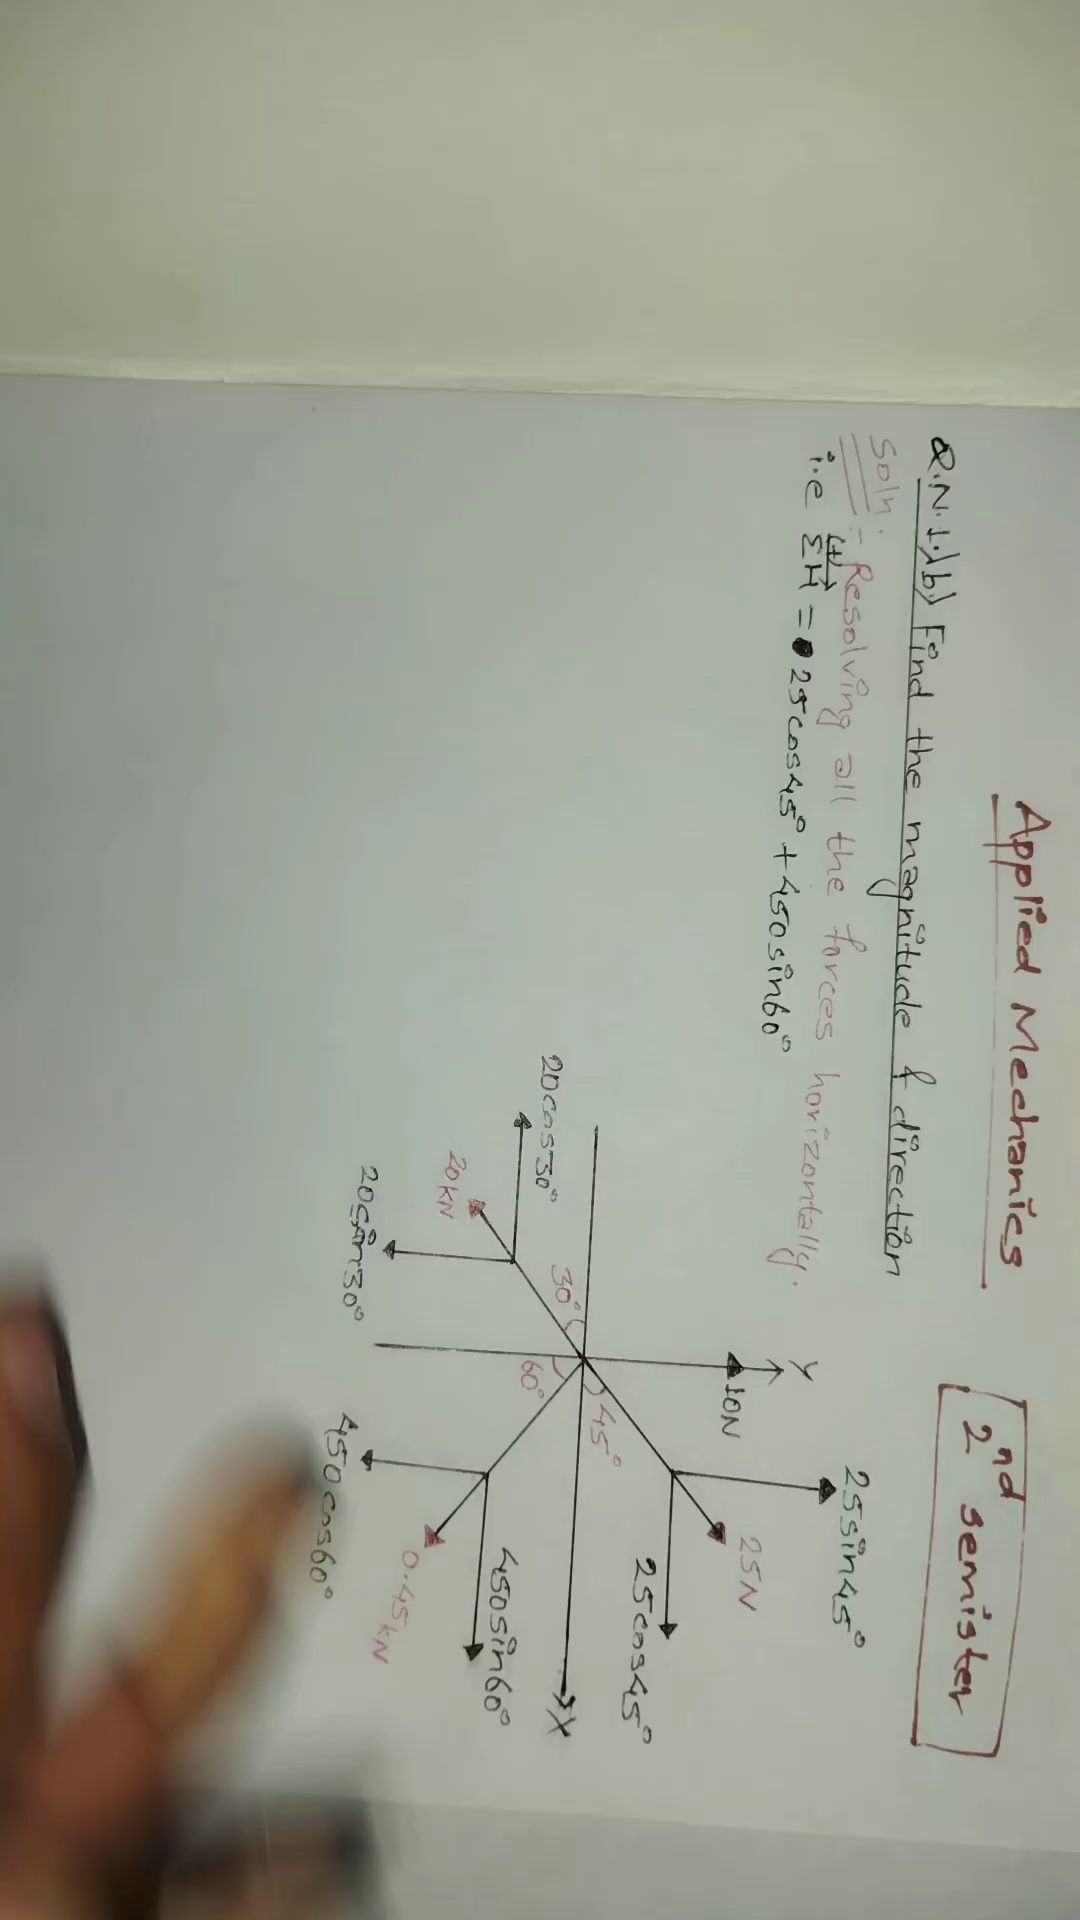 Applied Mechanics
2nd semister
Q.N.1.)b) Find the magnitude & direction
Soln:- Resolving all the forces horizontally.
i.e ΣH = 25cos45° + 450sin60°
Y
10N
25sin45°
25N
25cos45°
45°
X
30°
60°
20cos30°
20KN
20sin30°
450sin60°
0.45KN
450cos60°